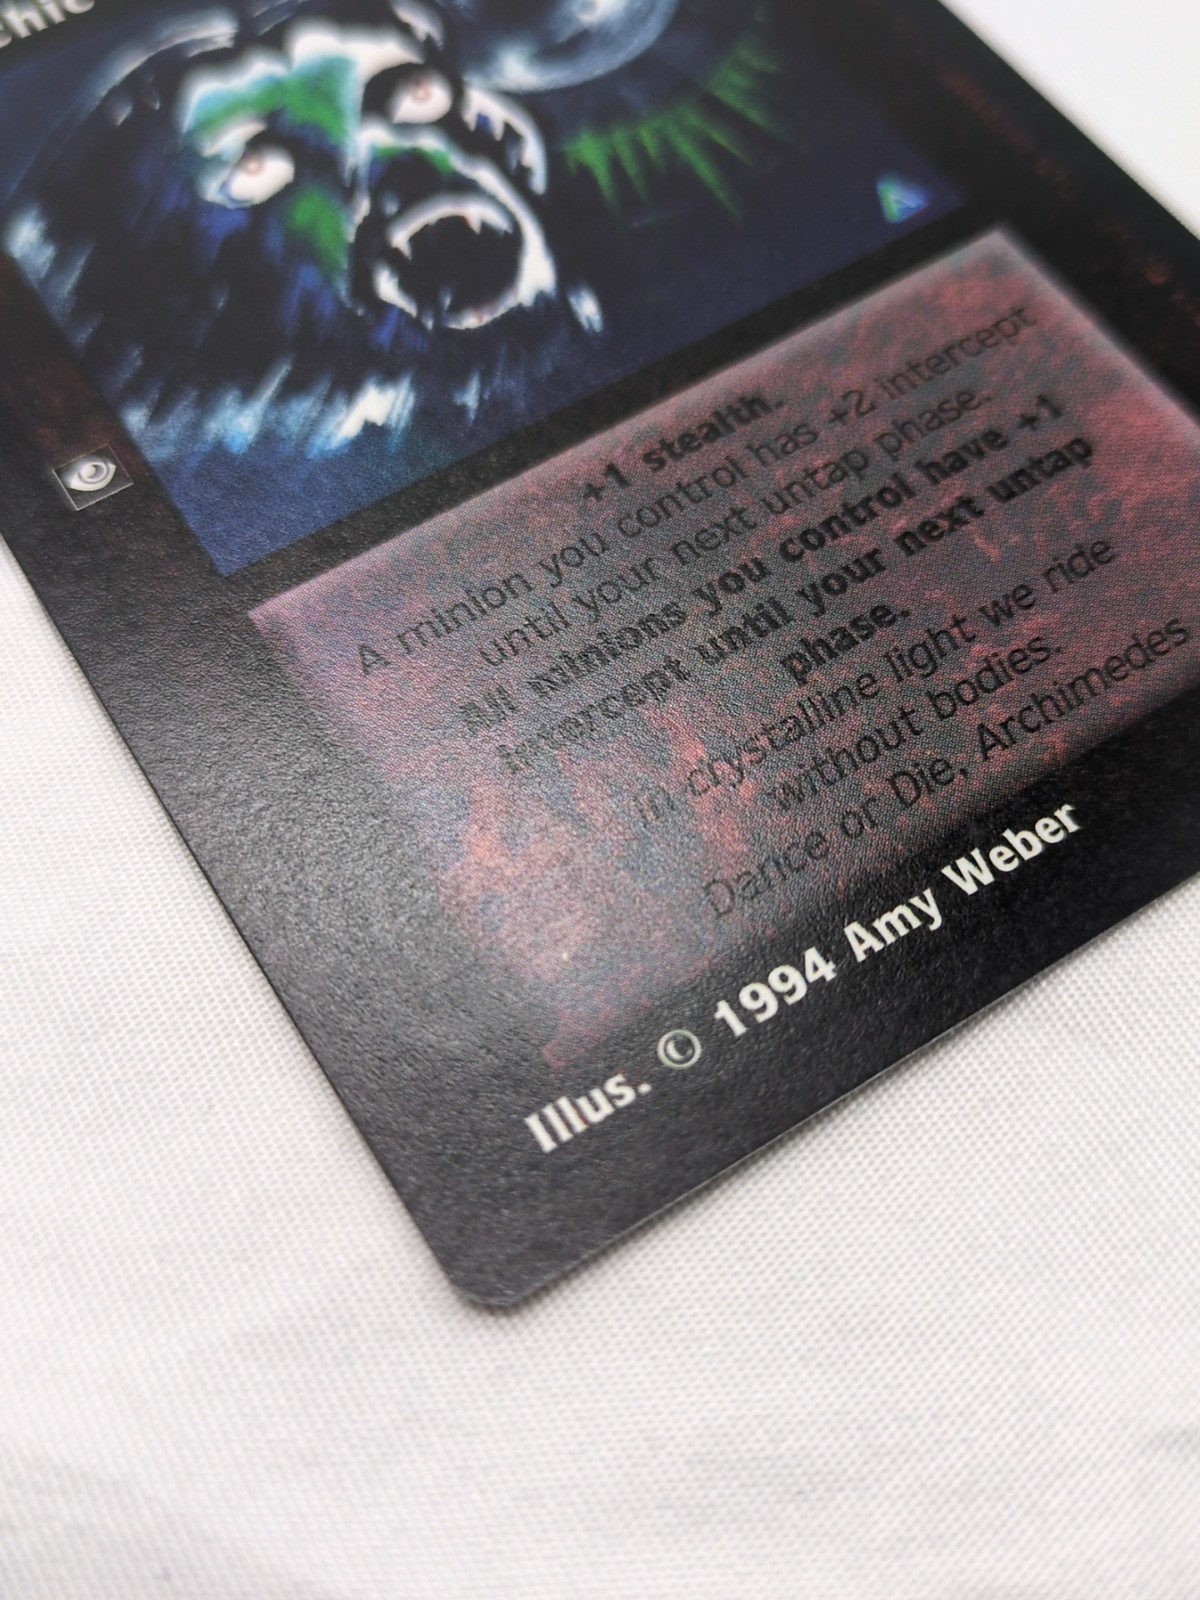 chic
+1 stealth.
A minion you control has +2 intercept
until your next untap phase.
All minions you control have +1
intercept until your next untap
phase.
In crystalline light we ride
without bodies.
Dance or Die, Archimedes
Illus. © 1994 Amy Weber